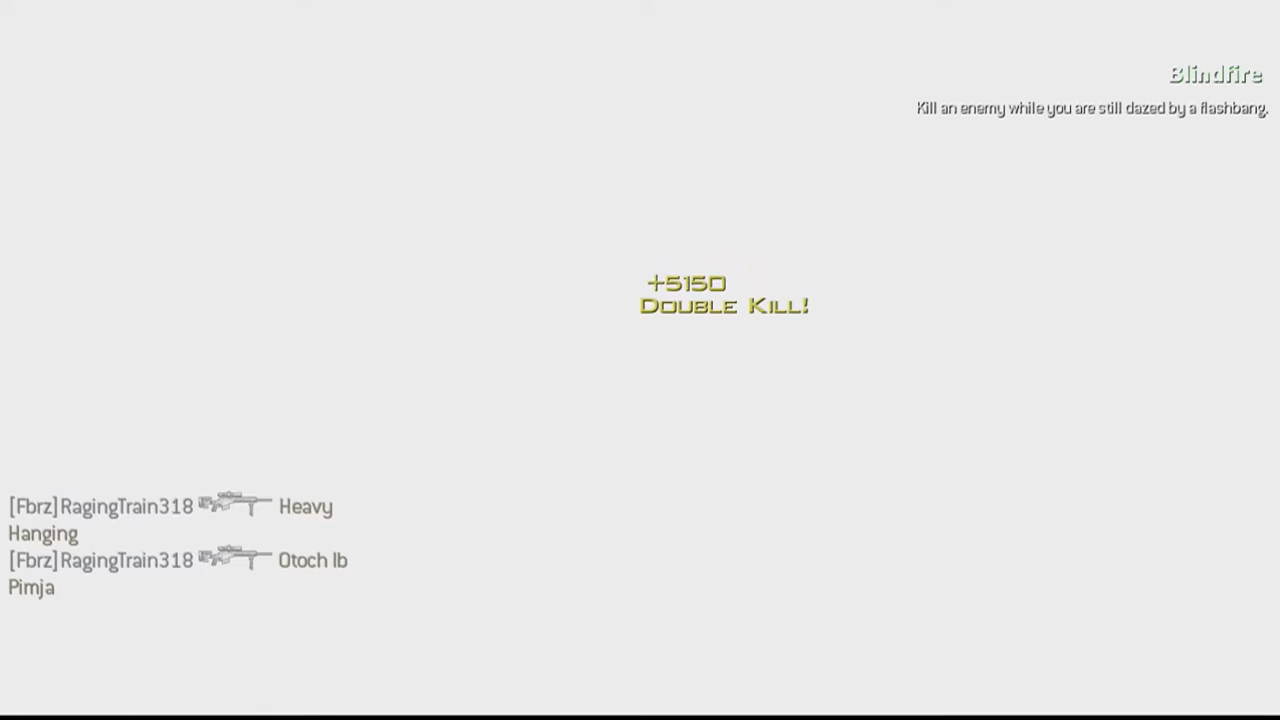 Blindfire
Kill an enemy while you are still dazed by a flashbang.
+5150
Double Kill!
[Fbrz]RagingTrain318 Heavy
Hanging
[Fbrz]RagingTrain318 Otoch Ib
Pimja